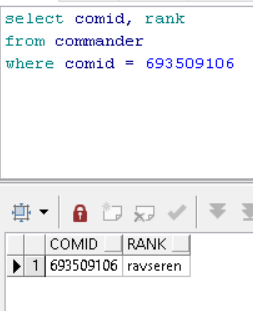 select comid, rank
from commander
where comid = 693509106
COMID RANK
1 693509106 ravseren